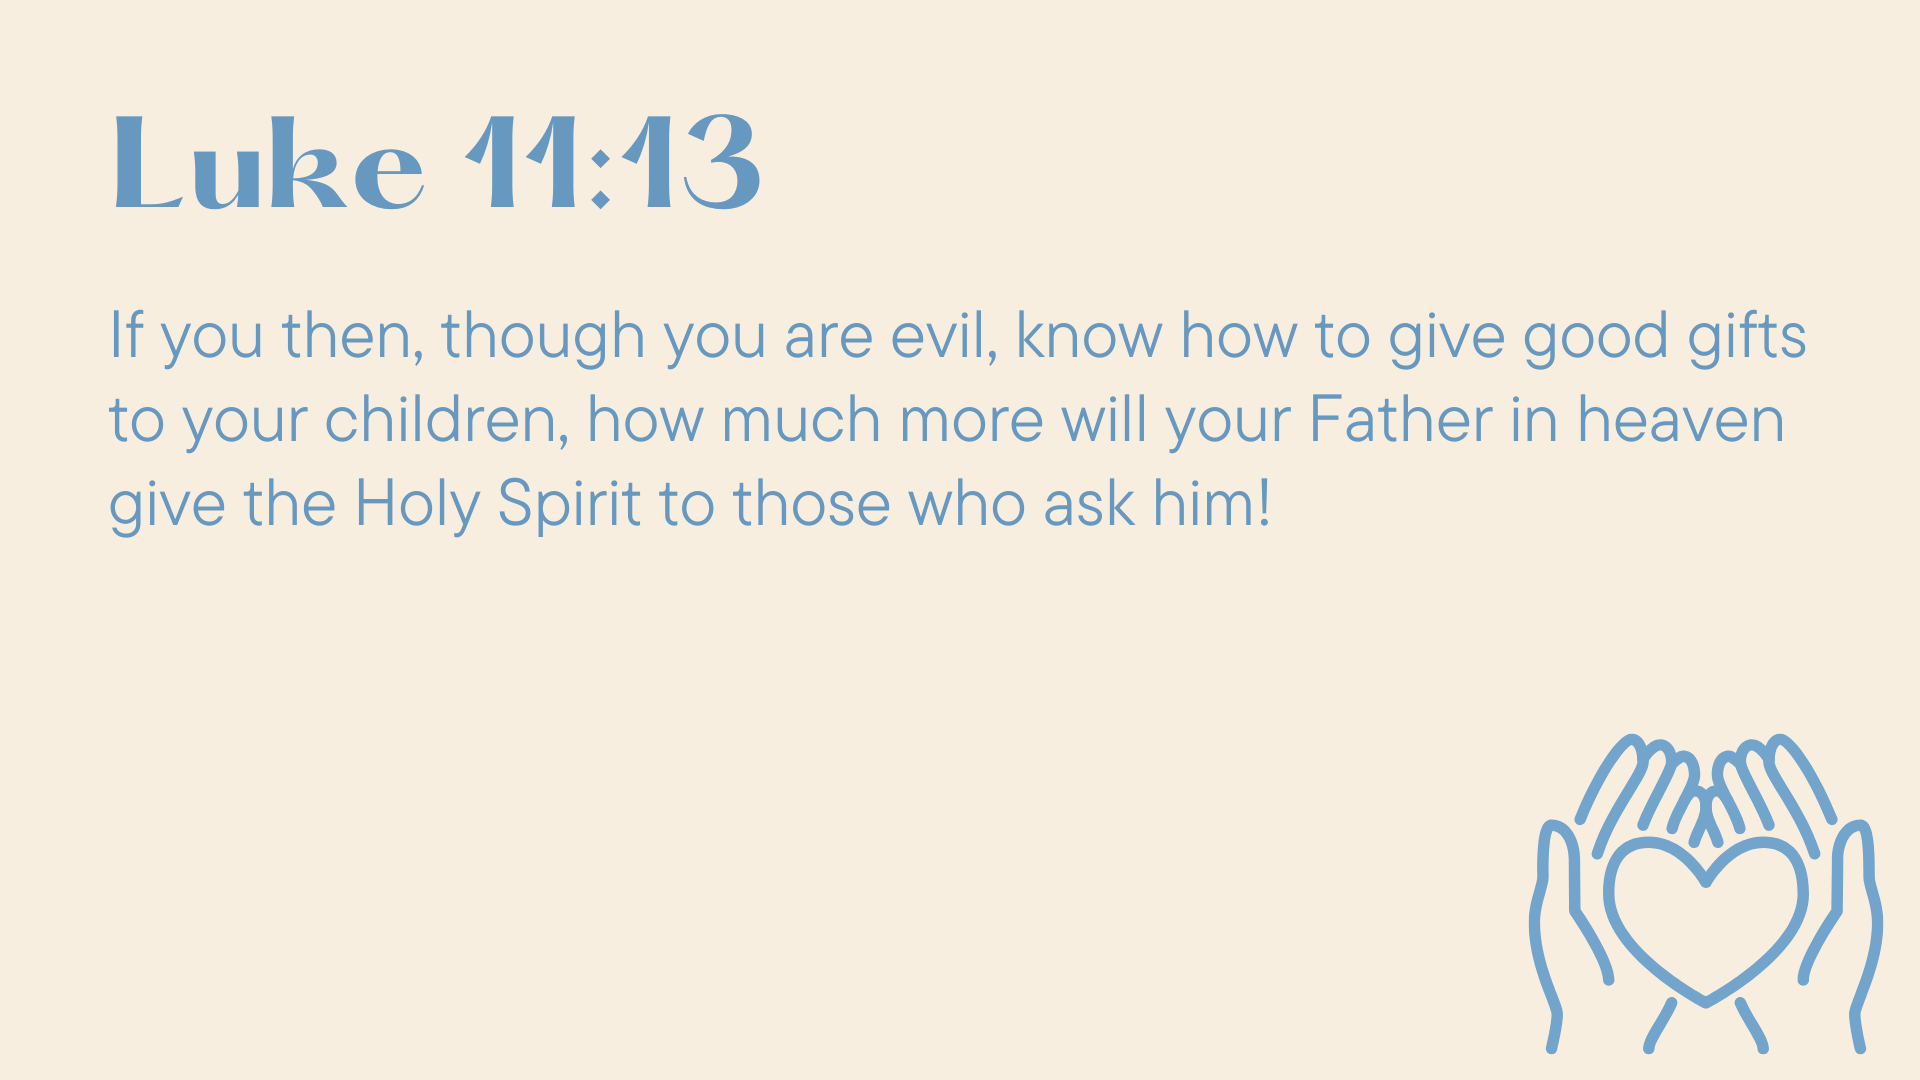 Luke 11:13
If you then, though you are evil, know how to give good gifts
to your children, how much more will your Father in heaven
give the Holy Spirit to those who ask him!